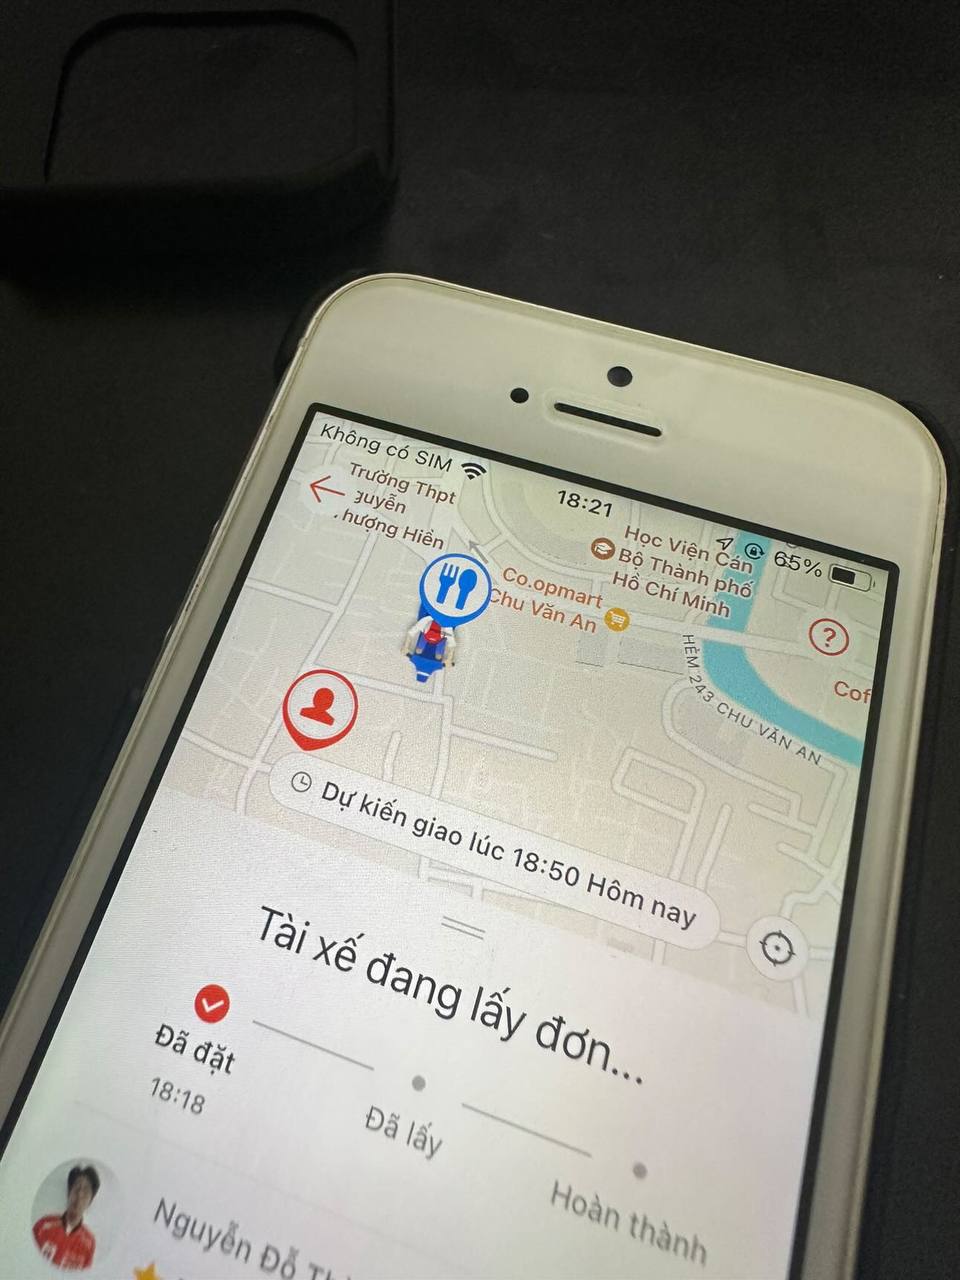 Không có SIM
18:21
65%
Trường Thpt
guyễn
hượng Hiền
Học Viện Cán
Bộ Thành phố
Hồ Chí Minh
Co.opmart
Chu Văn An
?
Cof
HẺM 243 CHU VĂN AN
Dự kiến giao lúc 18:50 Hôm nay
Tài xế đang lấy đơn...
Đã đặt
18:18
Đã lấy
Hoàn thành
Nguyễn Đỗ